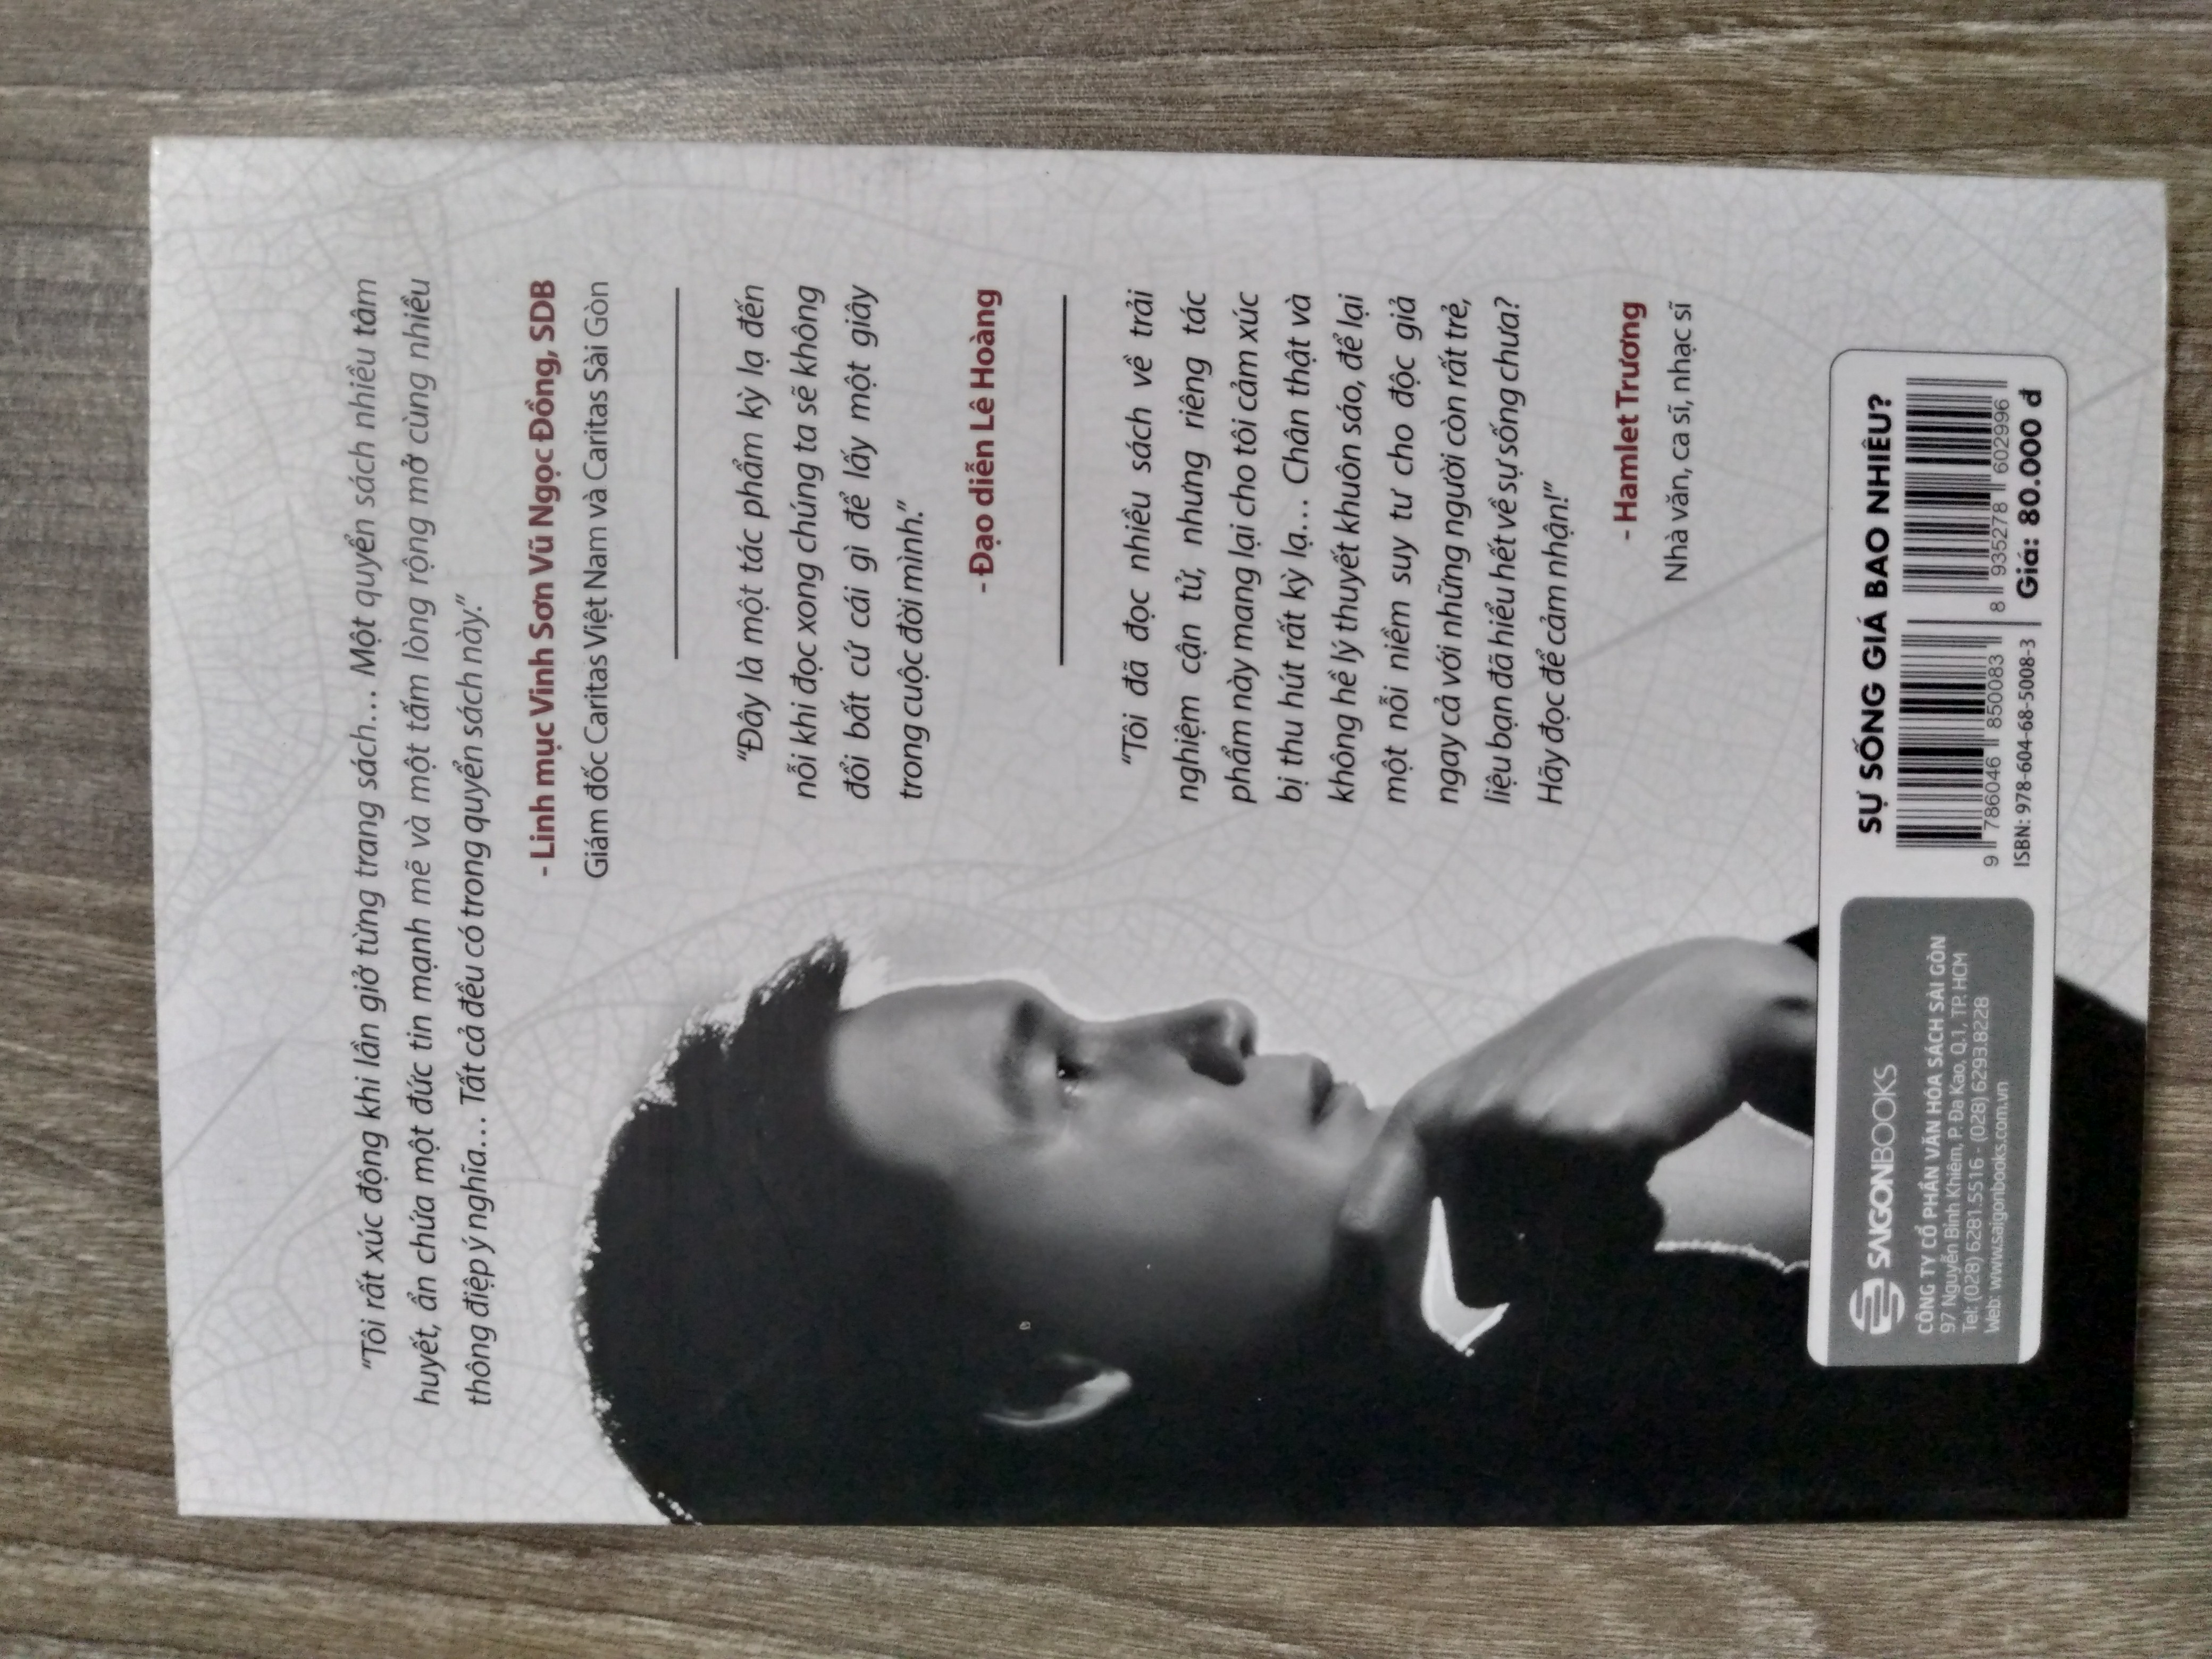 “Tôi rất xúc động khi lần giở từng trang sách... Một quyển sách nhiều tâm
huyết, ẩn chứa một đức tin mạnh mẽ và một tấm lòng rộng mở cùng nhiều
thông điệp ý nghĩa... Tất cả đều có trong quyển sách này.”
- Linh mục Vinh Sơn Vũ Ngọc Đồng, SDB
Giám đốc Caritas Việt Nam và Caritas Sài Gòn
“Đây là một tác phẩm kỳ lạ đến
nỗi khi đọc xong chúng ta sẽ không
đổi bất cứ cái gì để lấy một giây
trong cuộc đời mình.”
- Đạo diễn Lê Hoàng
“Tôi đã đọc nhiều sách về trải
nghiệm cận tử, nhưng riêng tác
phẩm này mang lại cho tôi cảm xúc
bị thu hút rất kỳ lạ... Chân thật và
không hề lý thuyết khuôn sáo, để lại
một nỗi niềm suy tư cho độc giả
ngay cả với những người còn rất trẻ,
liệu bạn đã hiểu hết về sự sống chưa?
Hãy đọc để cảm nhận!”
- Hamlet Trương
Nhà văn, ca sĩ, nhạc sĩ
SAIGONBOOKS
CÔNG TY CỔ PHẦN VĂN HÓA SÁCH SÀI GÒN
97 Nguyễn Bỉnh Khiêm, P. Đa Kao, Q.1, TP. HCM
Tel: (028) 6281.5516 - (028) 6293.8228
Web: www.saigonbooks.com.vn
SỰ SỐNG GIÁ BAO NHIÊU?
9 786046 850083
ISBN: 978-604-68-5008-3
8 935278 602996
Giá: 80.000 đ